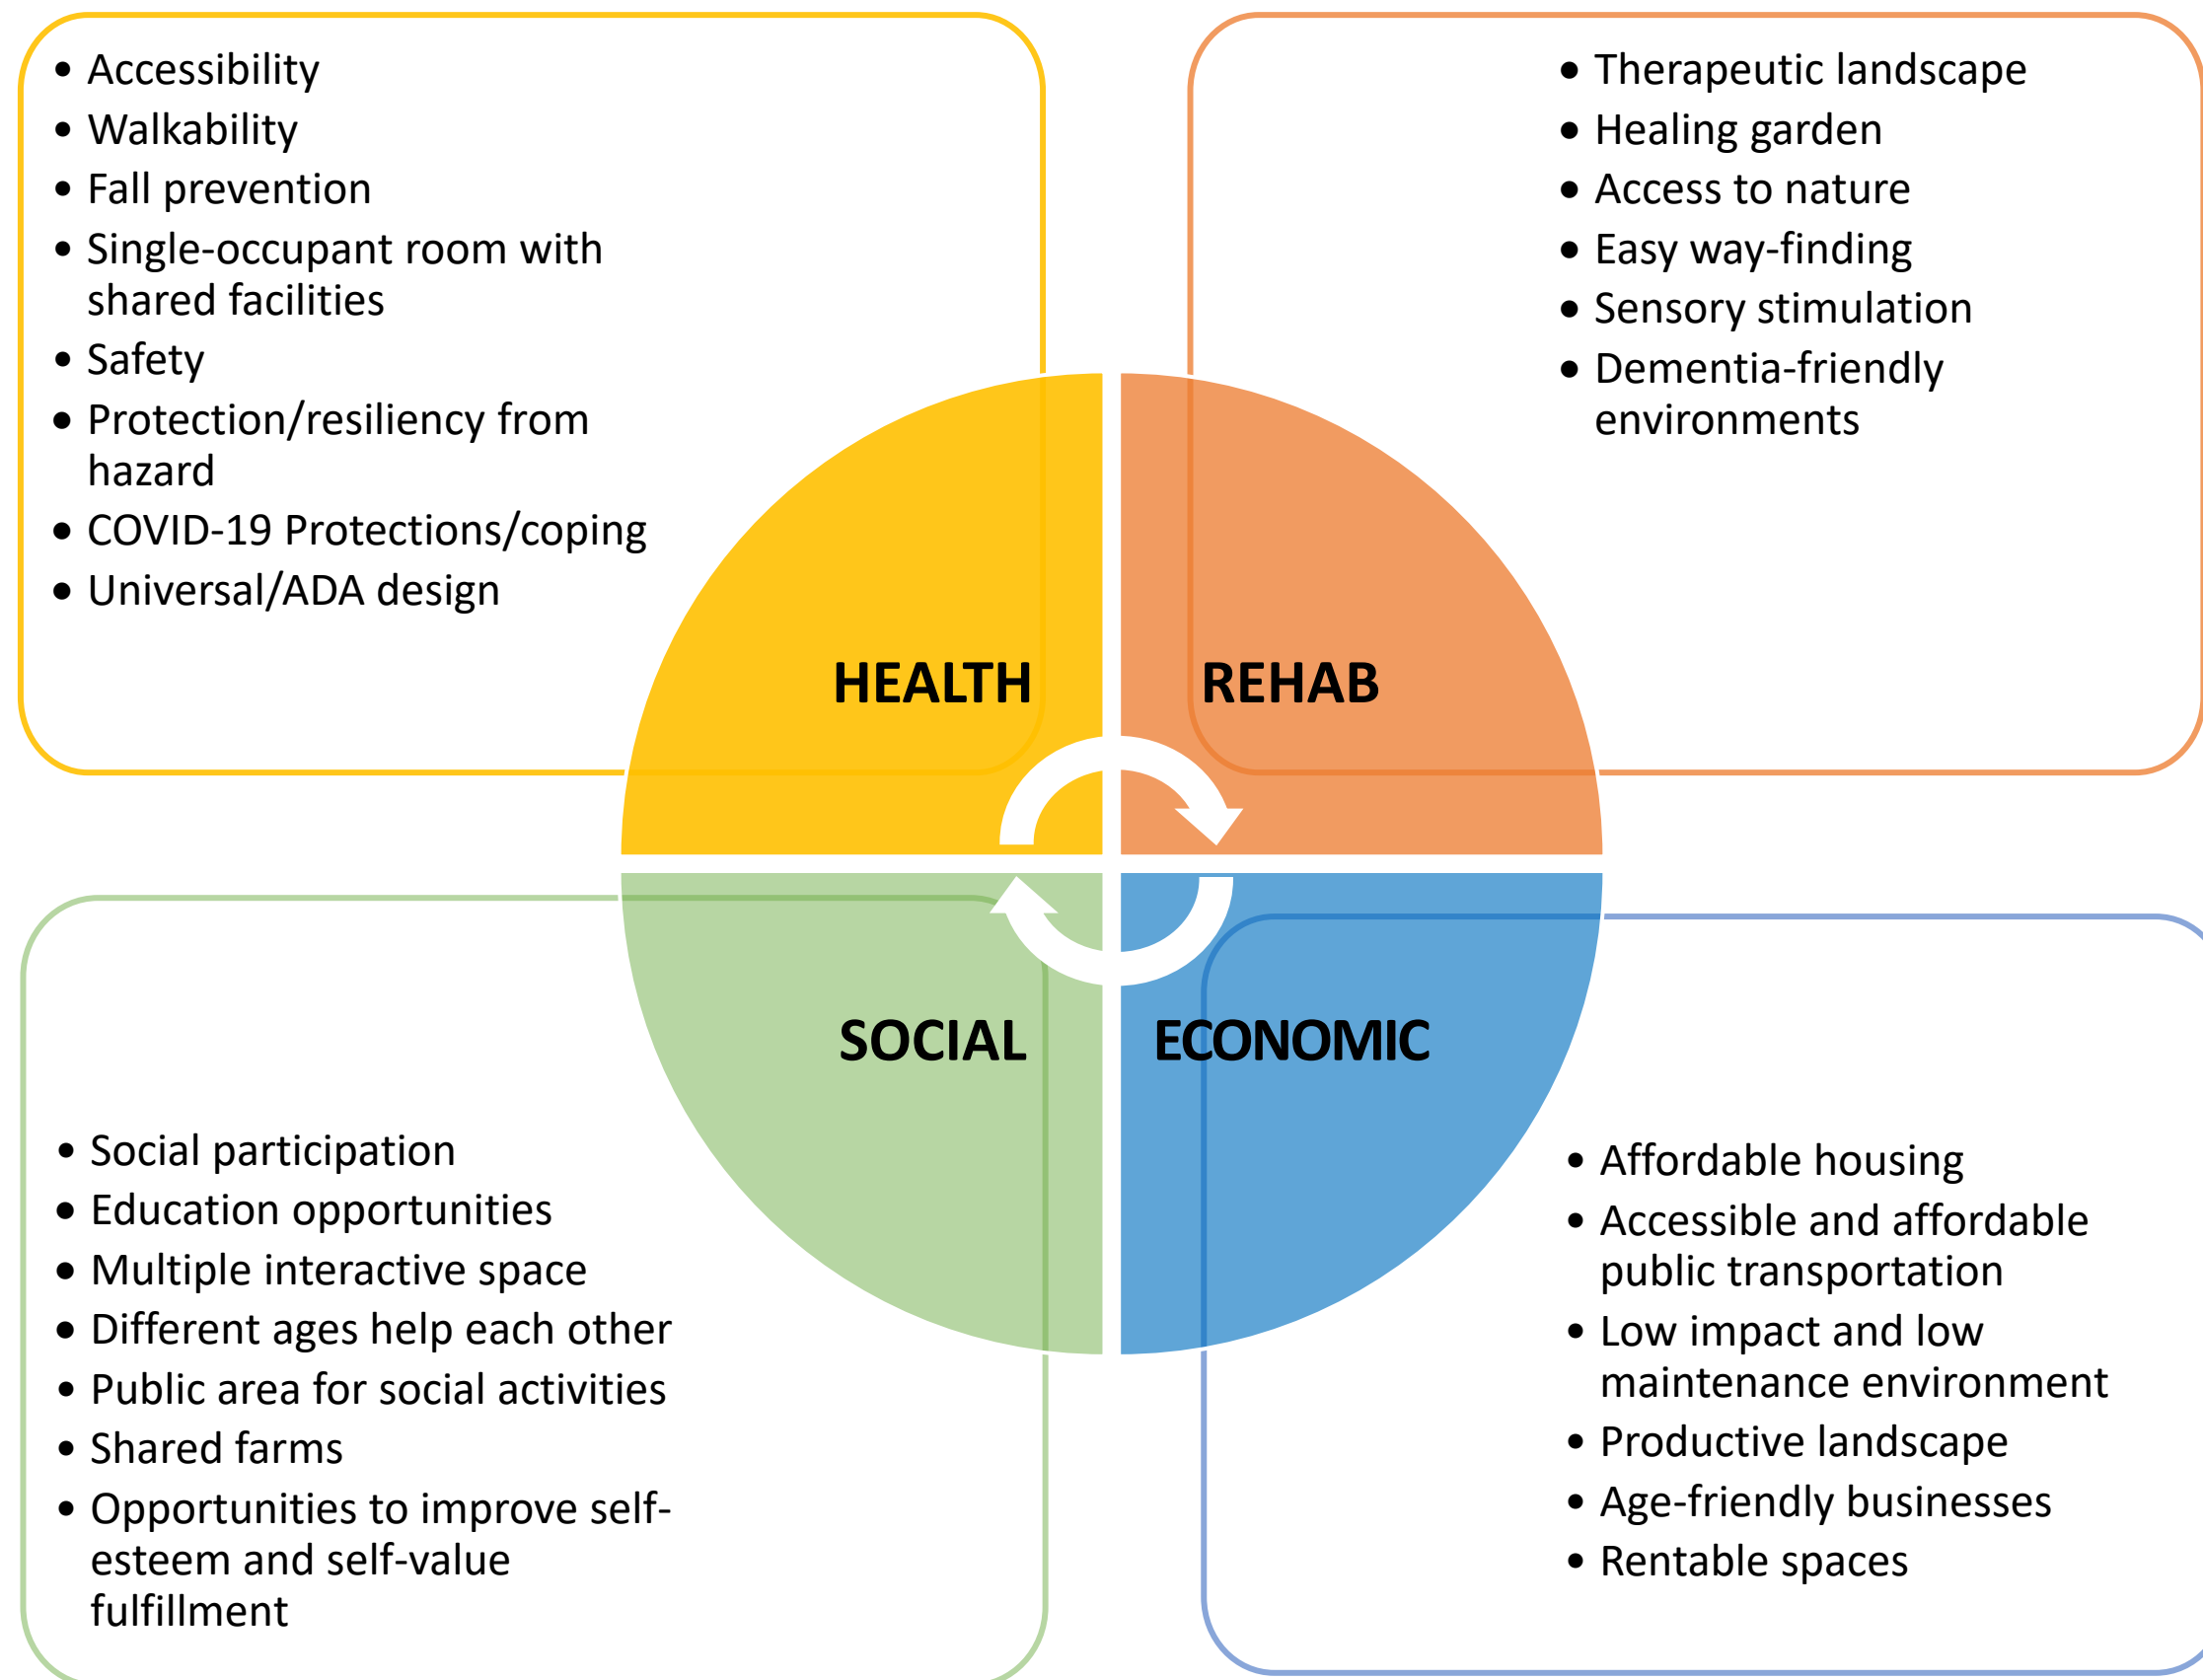 • Accessibility
• Walkability
• Fall prevention
• Single-occupant room with
shared facilities
• Safety
• Protection/resiliency from
hazard
• COVID-19 Protections/coping
• Universal/ADA design
• Therapeutic landscape
• Healing garden
• Access to nature
• Easy way-finding
• Sensory stimulation
• Dementia-friendly
environments
HEALTH
REHAB
SOCIAL
ECONOMIC
• Social participation
• Education opportunities
• Multiple interactive space
• Different ages help each other
• Public area for social activities
• Shared farms
• Opportunities to improve self-
esteem and self-value
fulfillment
• Affordable housing
• Accessible and affordable
public transportation
• Low impact and low
maintenance environment
• Productive landscape
• Age-friendly businesses
• Rentable spaces